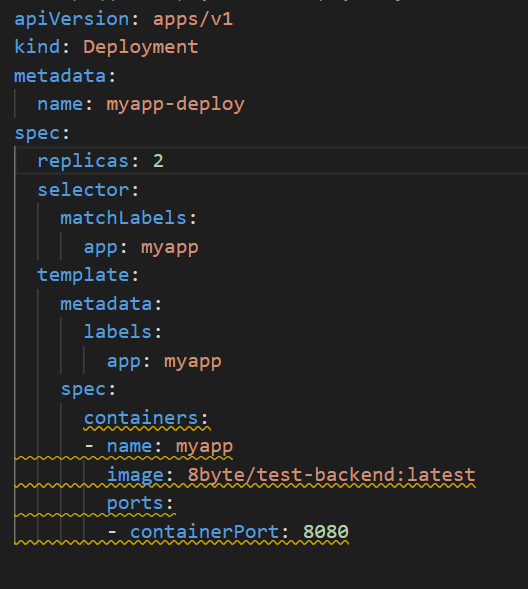 apiVersion: apps/v1
kind: Deployment
metadata:
  name: myapp-deploy
spec:
  replicas: 2
  selector:
    matchLabels:
      app: myapp
  template:
    metadata:
      labels:
        app: myapp
    spec:
      containers:
      - name: myapp
        image: 8byte/test-backend:latest
        ports:
        - containerPort: 8080